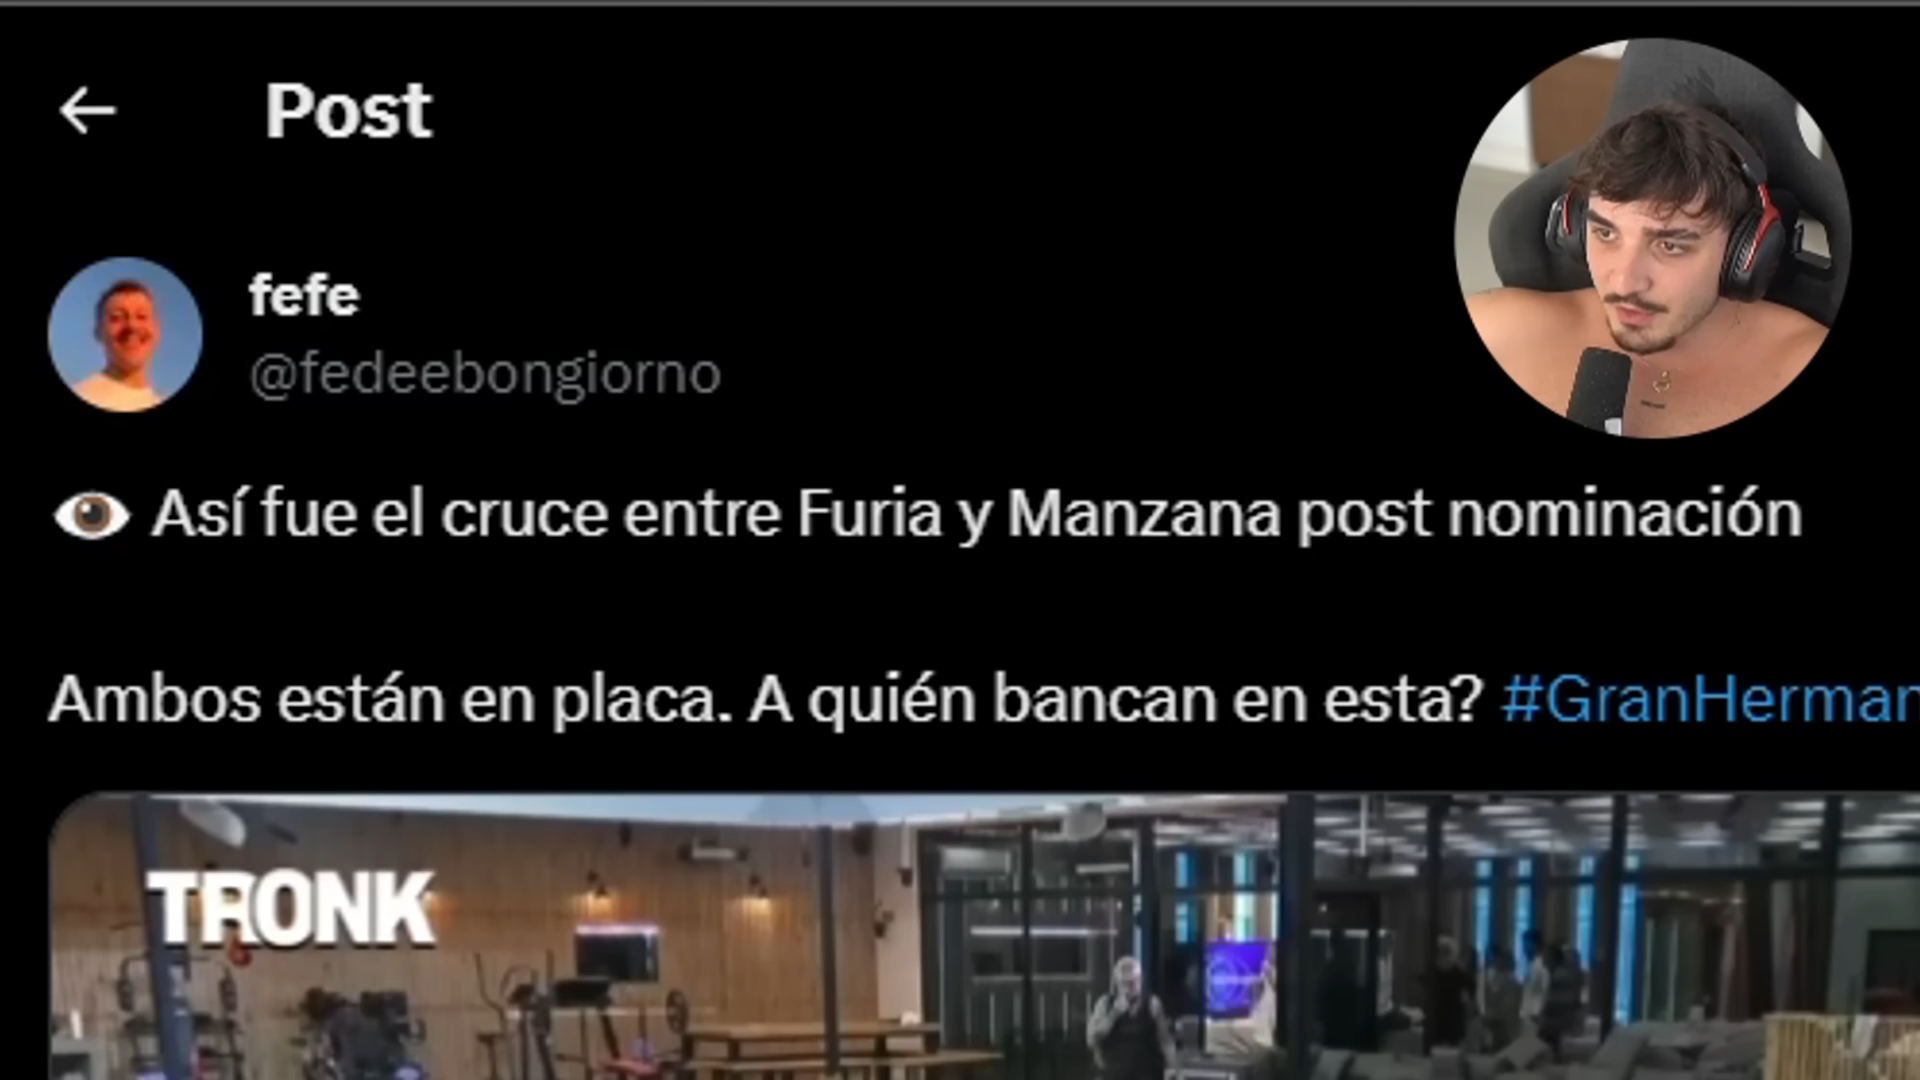 Post
fefe
@fedeebongiorno
Así fue el cruce entre Furia y Manzana post nominación
Ambos están en placa. A quién bancan en esta? #GranHerman
TRONK